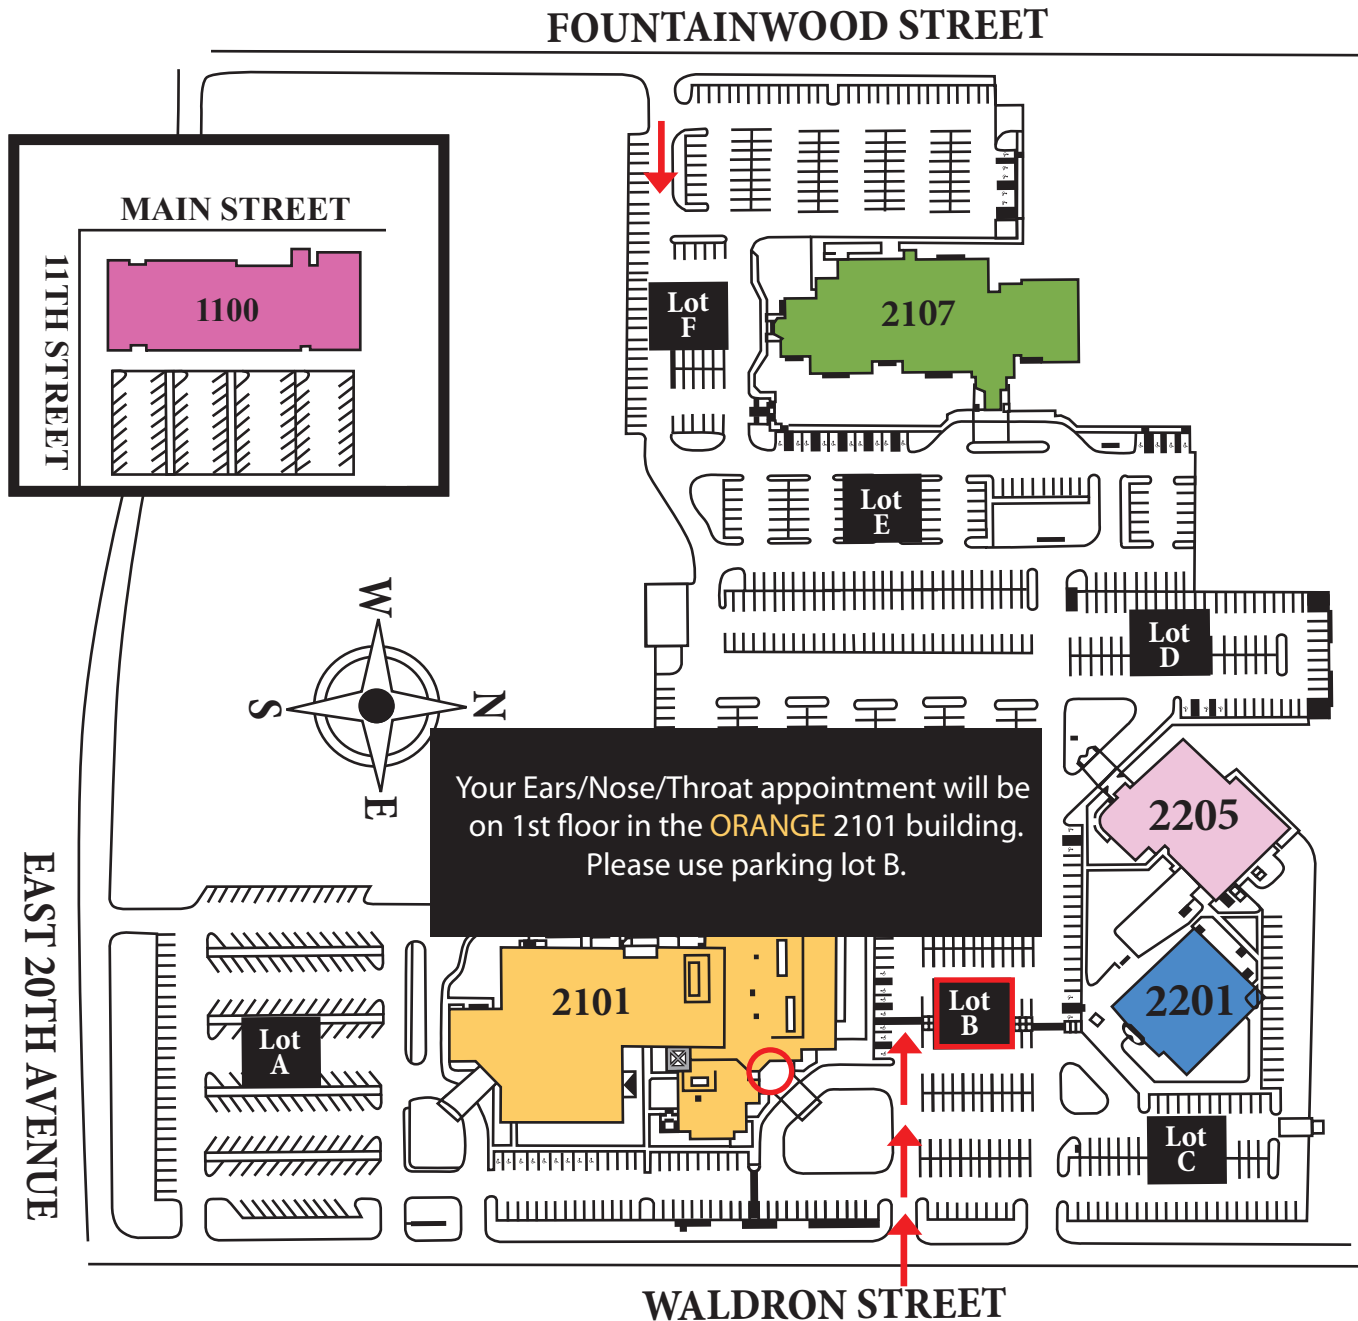 FOUNTAINWOOD STREET
MAIN STREET
11TH STREET
1100
Lot
F
2107
Lot
E
W
S
N
E
Lot
D
Your Ears/Nose/Throat appointment will be
on 1st floor in the ORANGE 2101 building.
Please use parking lot B.
2205
EAST 20TH AVENUE
2101
Lot
A
Lot
B
2201
Lot
C
WALDRON STREET